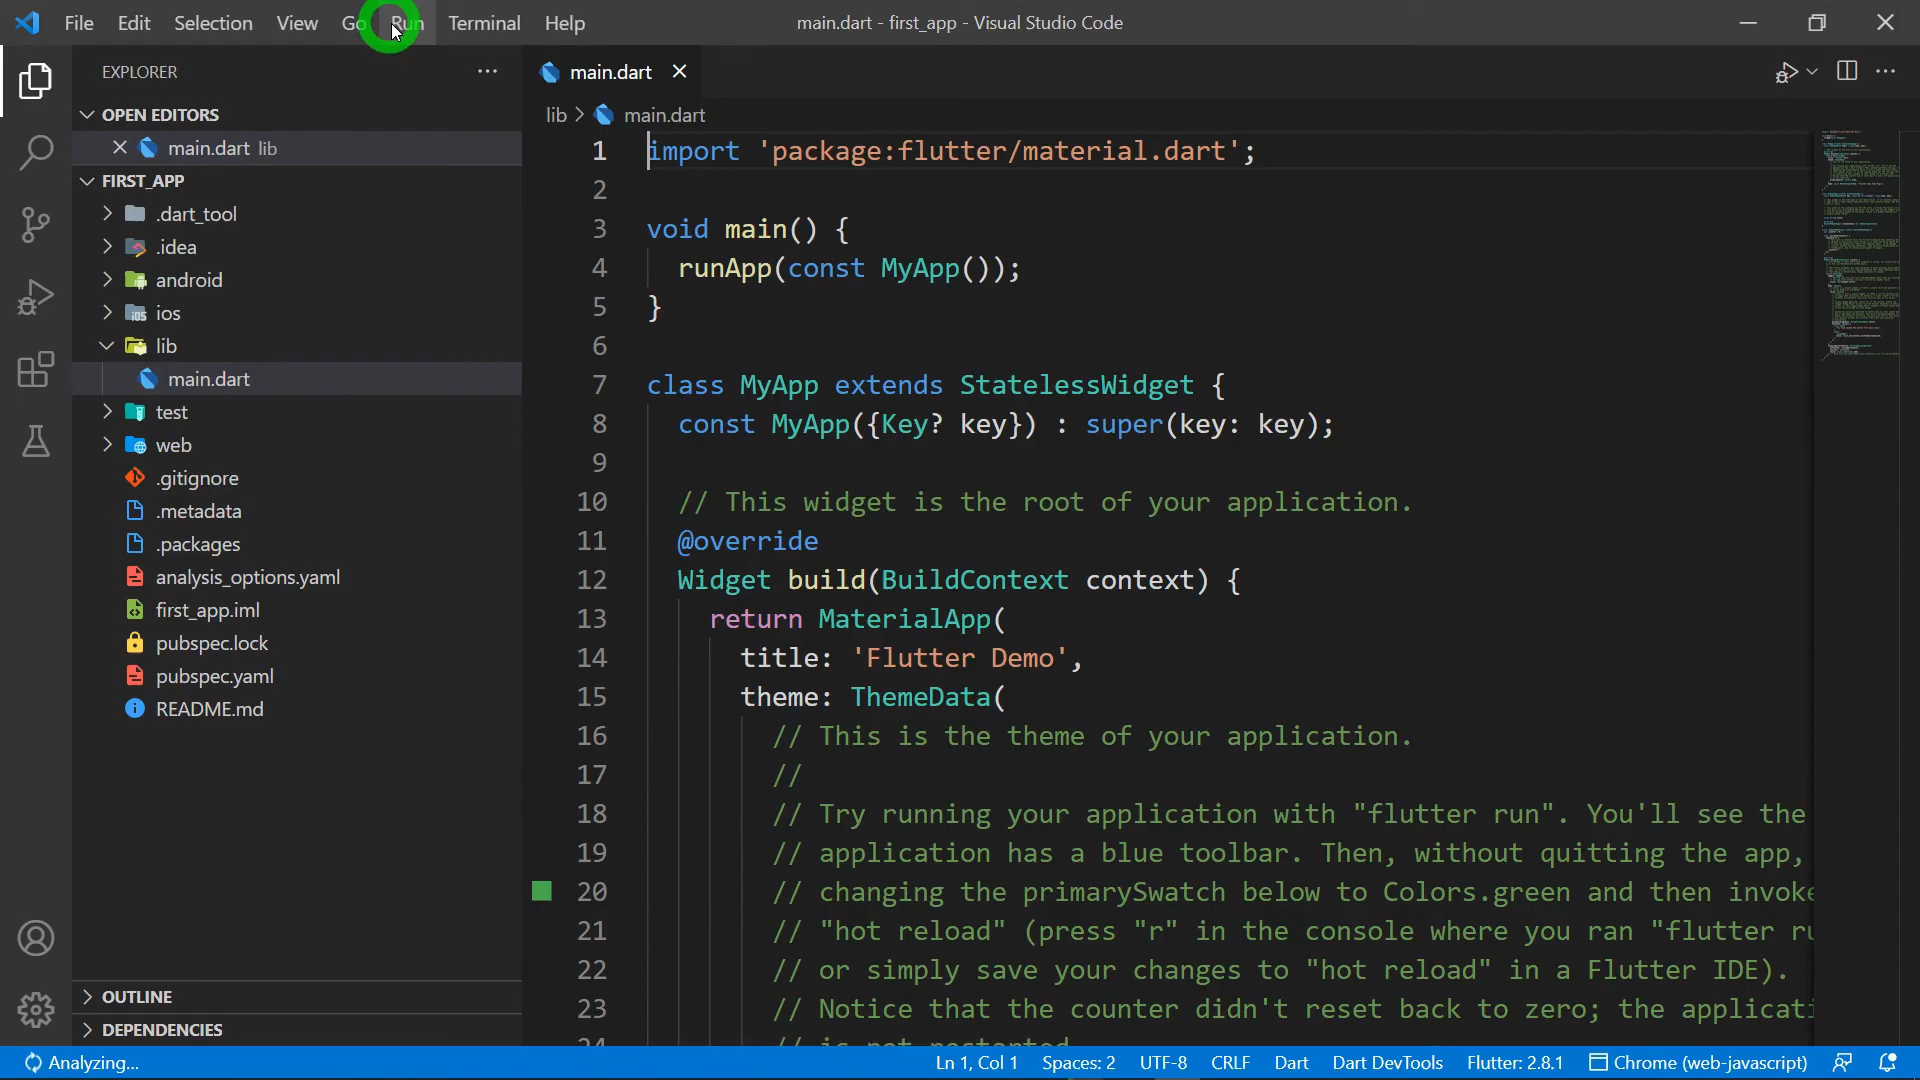 File Edit Selection View Go Run Terminal Help
main.dart - first_app - Visual Studio Code
EXPLORER
OPEN EDITORS
main.dart lib
FIRST_APP
.dart_tool
.idea
android
ios
lib
main.dart
test
web
.gitignore
.metadata
.packages
analysis_options.yaml
first_app.iml
pubspec.lock
pubspec.yaml
README.md
OUTLINE
DEPENDENCIES
main.dart
lib > main.dart
1 import 'package:flutter/material.dart';
2
3 void main() {
4 runApp(const MyApp());
5 }
6
7 class MyApp extends StatelessWidget {
8 const MyApp({Key? key}) : super(key: key);
9
10 // This widget is the root of your application.
11 @override
12 Widget build(BuildContext context) {
13 return MaterialApp(
14 title: 'Flutter Demo',
15 theme: ThemeData(
16 // This is the theme of your application.
17 //
18 // Try running your application with "flutter run". You'll see the
19 // application has a blue toolbar. Then, without quitting the app,
20 // changing the primarySwatch below to Colors.green and then invoke
21 // "hot reload" (press "r" in the console where you ran "flutter ru
22 // or simply save your changes to "hot reload" in a Flutter IDE).
23 // Notice that the counter didn't reset back to zero; the applicati
24 // is not restarted
Analyzing... Ln 1, Col 1 Spaces: 2 UTF-8 CRLF Dart Dart DevTools Flutter: 2.8.1 Chrome (web-javascript)